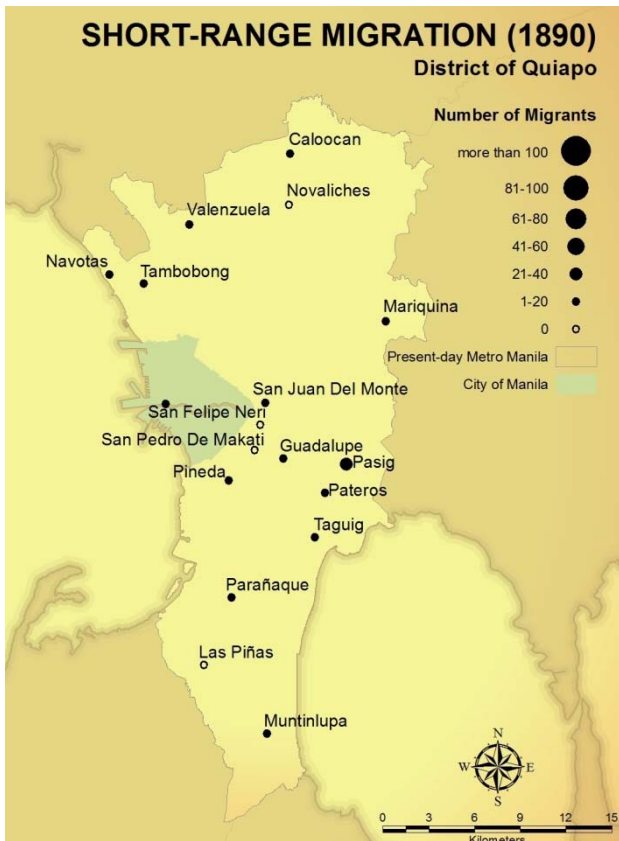 SHORT-RANGE MIGRATION (1890)
District of Quiapo
Number of Migrants
more than 100
81-100
61-80
41-60
21-40
1-20
0
Present-day Metro Manila
City of Manila
Caloocan
Novaliches
Valenzuela
Navotas
Tambobong
Mariquina
San Juan Del Monte
San Felipe Neri
San Pedro De Makati
Guadalupe
Pasig
Pineda
Pateros
Taguig
Parañaque
Las Piñas
Muntinlupa
N
W E
S
0 3 6 9 12 15
Kilometers